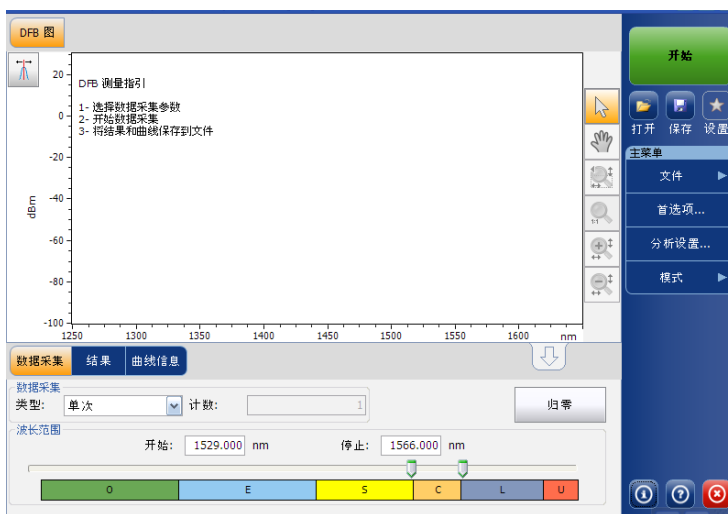 DFB 图
DFB 测量指引
1- 选择数据采集参数
2- 开始数据采集
3- 将结果和曲线保存到文件
20
0
-20
-40
-60
-80
-100
dBm
1250 1300 1350 1400 1450 1500 1550 1600 nm
1:1
开始
打开 保存 设置
主菜单
文件
首选项...
分析设置...
模式
数据采集 结果 曲线信息
数据采集
类型: 单次 计数: 1 归零
波长范围
开始: 1529.000 nm 停止: 1566.000 nm
O E S C L U